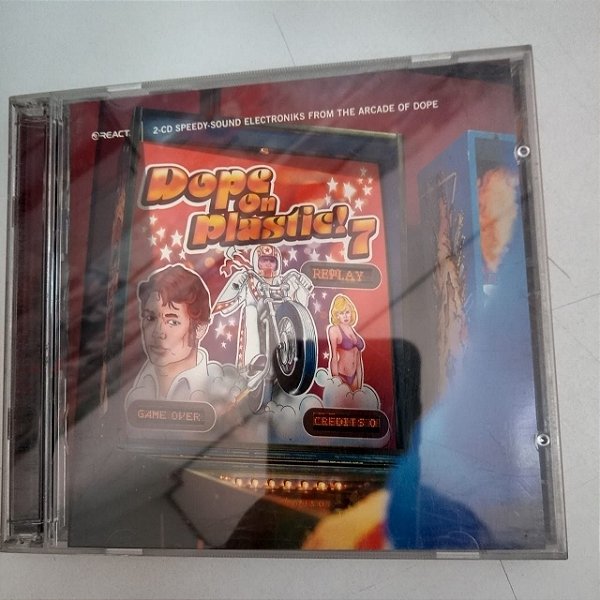 REACT
2-CD SPEEDY-SOUND ELECTRONIKS FROM THE ARCADE OF DOPE
Dope
on
plastic! 7
REPLAY
GAME OVER
CREDITS 0